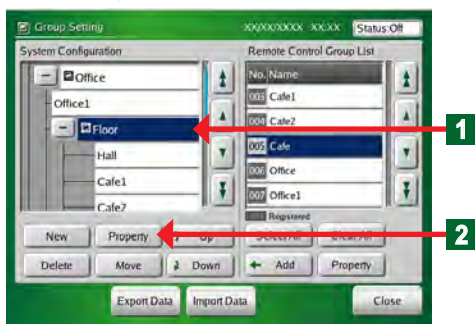 Group Setting XX/XX/XXXX XX:XX Status:Off
System Configuration
Office
Office1
Floor
Hall
Cafe1
Cafe2
New Property Up
Delete Move Down
Remote Control Group List
No. Name
003 Cafe1
004 Cafe2
005 Cafe
006 Office
007 Office1
Registered
Select All Clear All
Add Property
Export Data Import Data Close
1
2